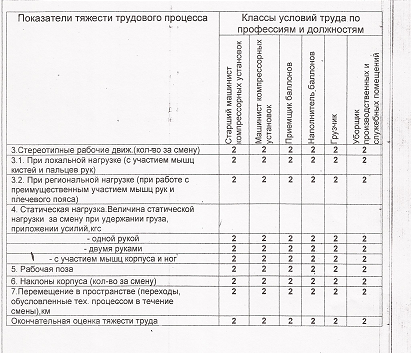 Показатели тяжести трудового процесса
Классы условий труда по
профессиям и должностям
Старший машинист
компрессорных установок
Машинист компрессорных
установок
Приемщик баллонов
Наполнитель баллонов
Грузчик
Уборщик
производственных и
служебных помещений
3.Стереотипные рабочие движ.(кол-во за смену) 2 2 2 2 2 2
3.1. При локальной нагрузке (с участием мышц 2 2 2 2 2 2
кистей и пальцев рук)
3.2. При региональной нагрузке (при работе с 2 2 2 2 2 2
преимущественным участием мышц рук и
плечевого пояса)
4. Статическая нагрузка.Величина статической
нагрузки за смену при удержании груза,
приложении усилий,кгс
- одной рукой 2 2 2 2 2 2
- двумя руками 2 2 2 2 2 2
- с участием мышц корпуса и ног 2 2 2 2 2 2
5. Рабочая поза 2 2 2 2 2 2
6. Наклоны корпуса (кол-во за смену) 2 2 2 2 2 2
7.Перемещение в пространстве (переходы, 2 2 2 2 2 2
обусловленные тех. процессом в течение
смены),км
Окончательная оценка тяжести труда 2 2 2 2 2 2